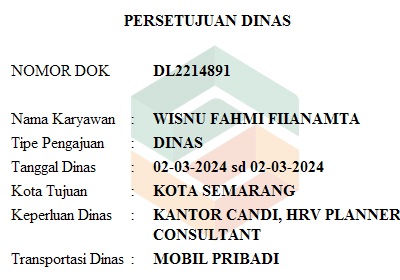 PERSETUJUAN DINAS
NOMOR DOK DL2214891
Nama Karyawan : WISNU FAHMI FIIANAMTA
Tipe Pengajuan : DINAS
Tanggal Dinas : 02-03-2024 sd 02-03-2024
Kota Tujuan : KOTA SEMARANG
Keperluan Dinas : KANTOR CANDI, HRV PLANNER
CONSULTANT
Transportasi Dinas : MOBIL PRIBADI